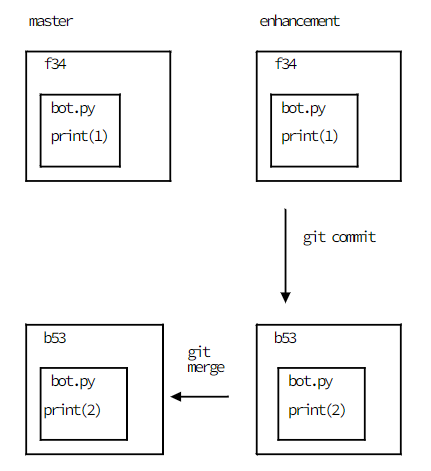 master
enhancement
f34
bot.py
print(1)
f34
bot.py
print(1)
git commit
b53
bot.py
print(2)
git
merge
b53
bot.py
print(2)